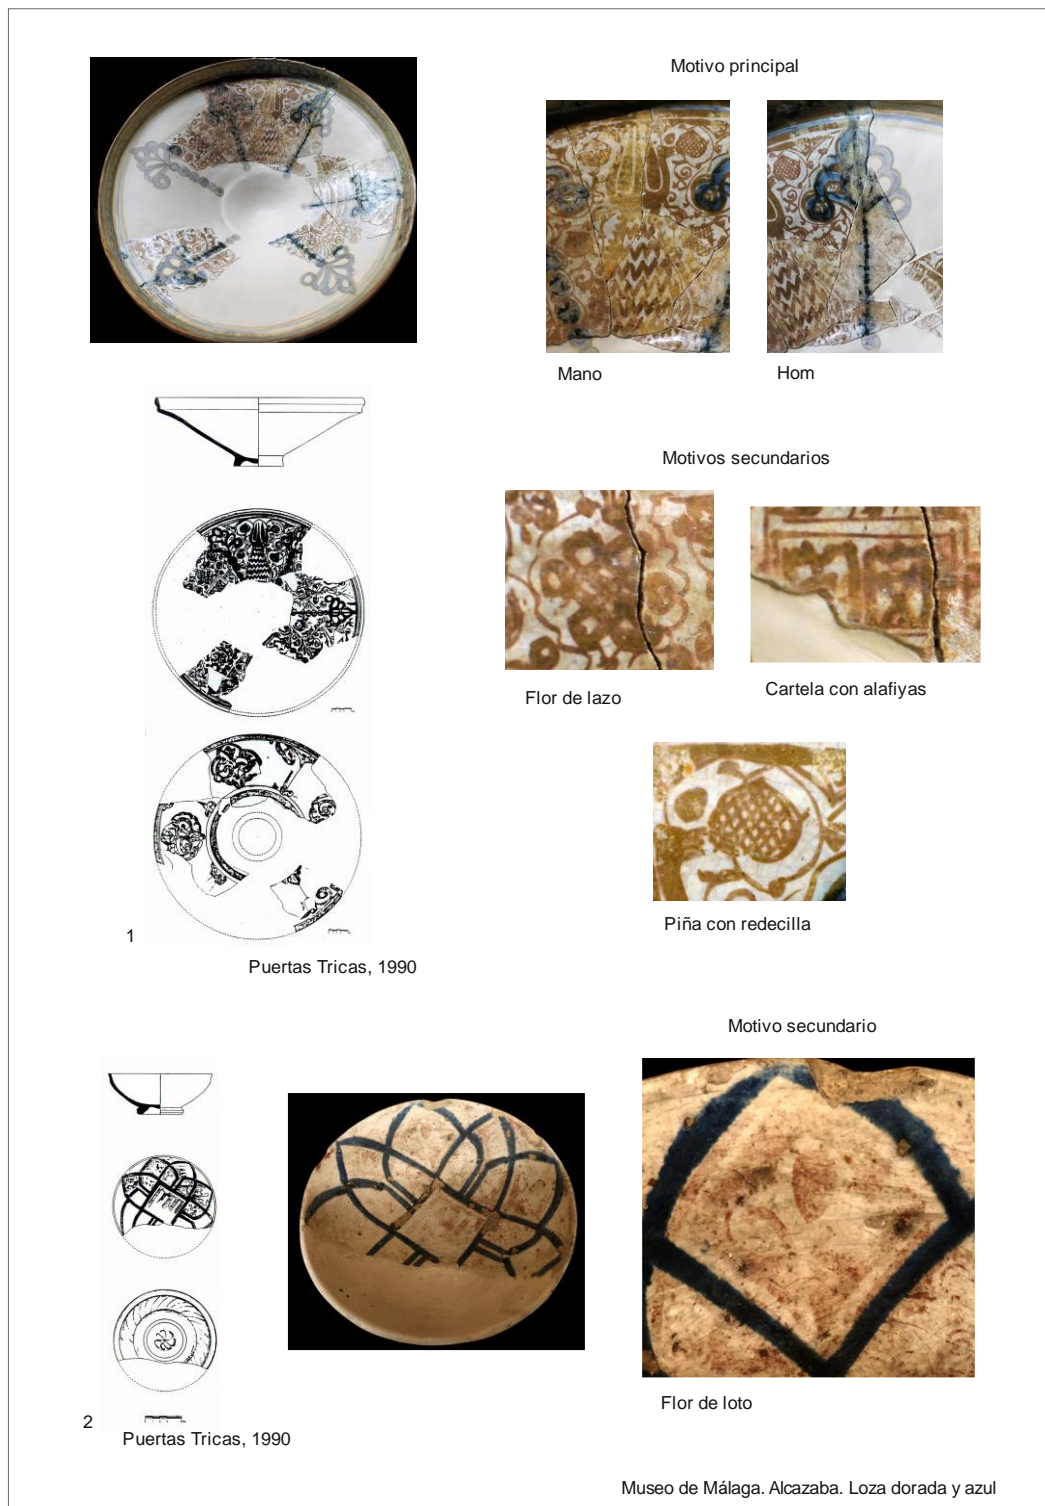 Motivo principal
Mano
Hom
Motivos secundarios
Flor de lazo
Cartela con alafiyas
Piña con redecilla
1
Puertas Tricas, 1990
Motivo secundario
Flor de loto
2
Puertas Tricas, 1990
Museo de Málaga. Alcazaba. Loza dorada y azul